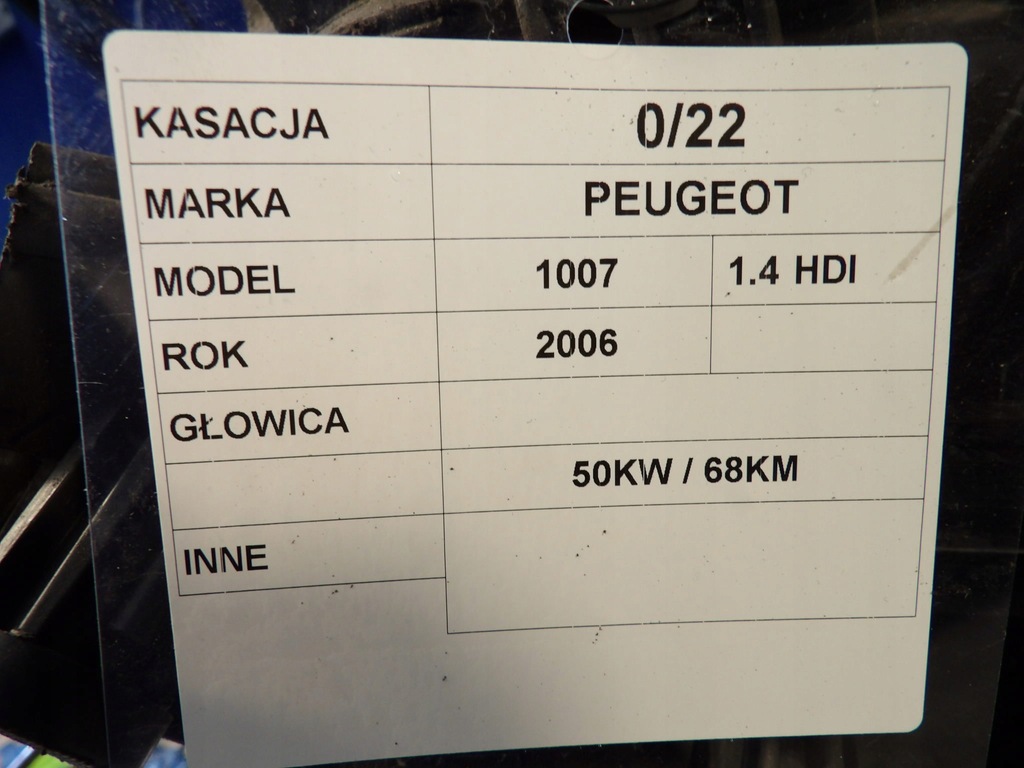 KASACJA 0/22
MARKA PEUGEOT
MODEL 1007 1.4 HDI
ROK 2006
GŁOWICA
50KW / 68KM
INNE